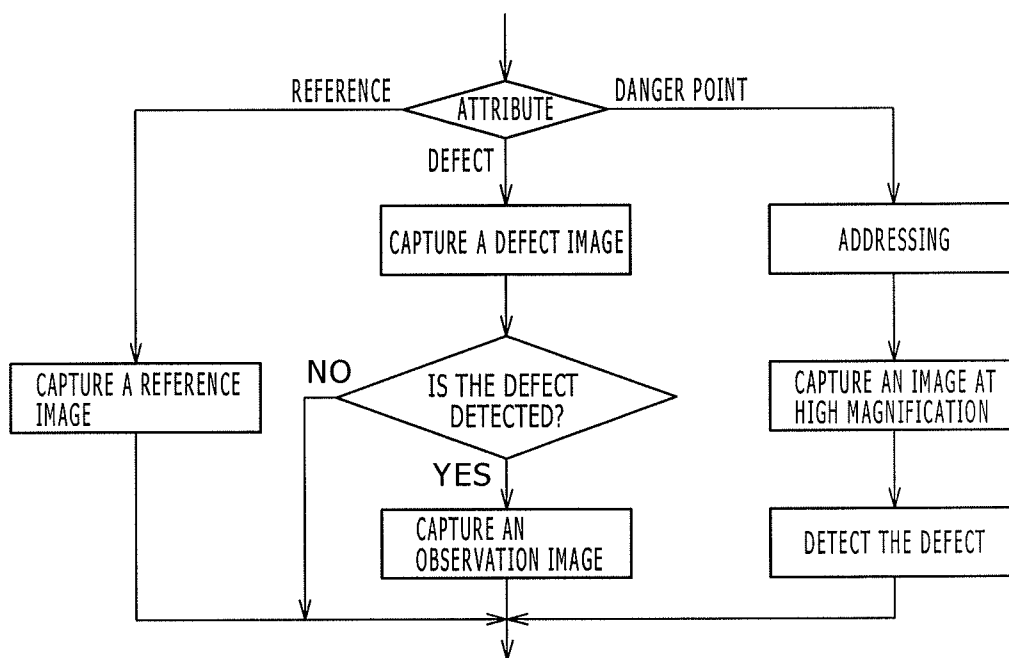 REFERENCE
DANGER POINT
ATTRIBUTE
DEFECT
CAPTURE A DEFECT IMAGE
ADDRESSING
NO
IS THE DEFECT
DETECTED?
CAPTURE A REFERENCE
IMAGE
CAPTURE AN IMAGE AT
HIGH MAGNIFICATION
YES
CAPTURE AN
OBSERVATION IMAGE
DETECT THE DEFECT